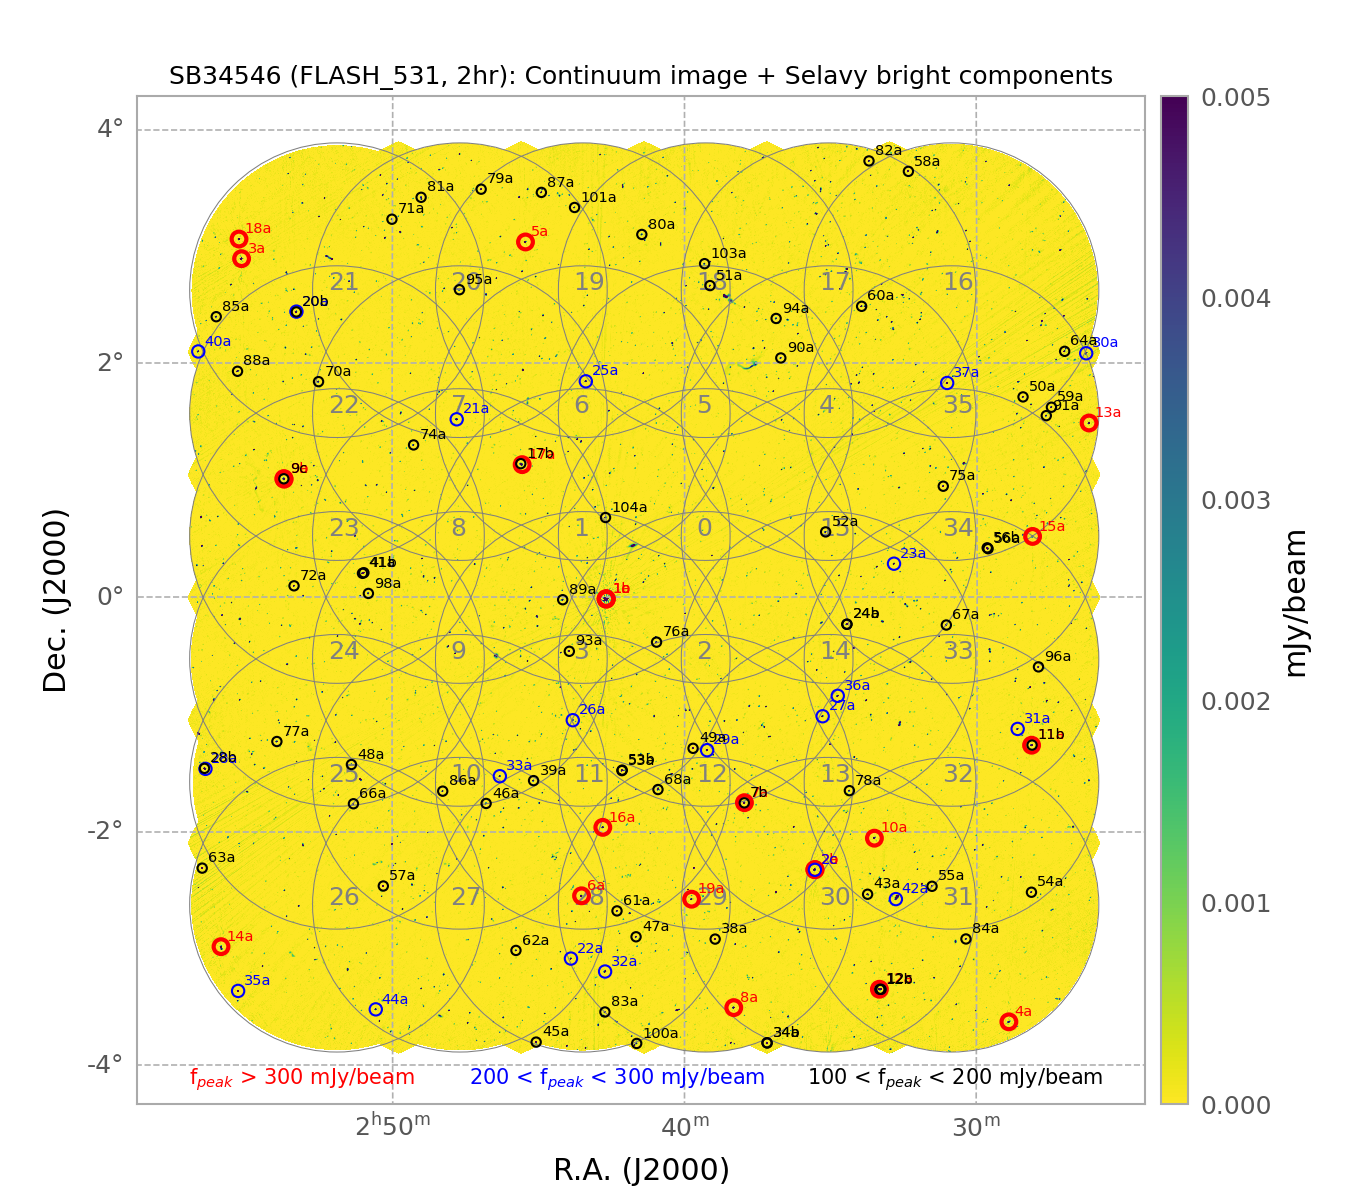 SB34546 (FLASH_531, 2hr): Continuum image + Selavy bright components
0.005
4°
82a
58a
79a
87a
81a
101a
71a
80a
18a
5a
3a
103a
51a
21
20
95a
19
18
17
16
0.004
20b
85a
60a
94a
40a
90a
64a
30a
2°
88a
25a
70a
37a
50a
59a
91a
13a
22
7
21a
6
5
4
35
74a
17b
9c
75a
0.003
104a
23
8
1
0
15
52a
34
15a
56b
23a
41b
72a
98a
89a
1b
0°
24b
67a
76a
93a
24
9
3
2
14
33
96a
36a
27a
0.002
26a
31a
11b
77a
49a
29a
28b
48a
53b
25
10
33a
39a
11
12
13
32
86a
46a
68a
78a
66a
7b
16a
10a
-2°
63a
2c
57a
43a
42a
55a
54a
26
27
6a
28
19a
29
30
31
61a
0.001
47a
38a
84a
14a
62a
22a
32a
35a
12b
44a
83a
8a
4a
45a
100a
34b
-4°
f peak > 300 mJy/beam
200 < f peak < 300 mJy/beam
100 < f peak < 200 mJy/beam
0.000
2h50m
40m
30m
R.A. (J2000)
Dec. (J2000)
mJy/beam